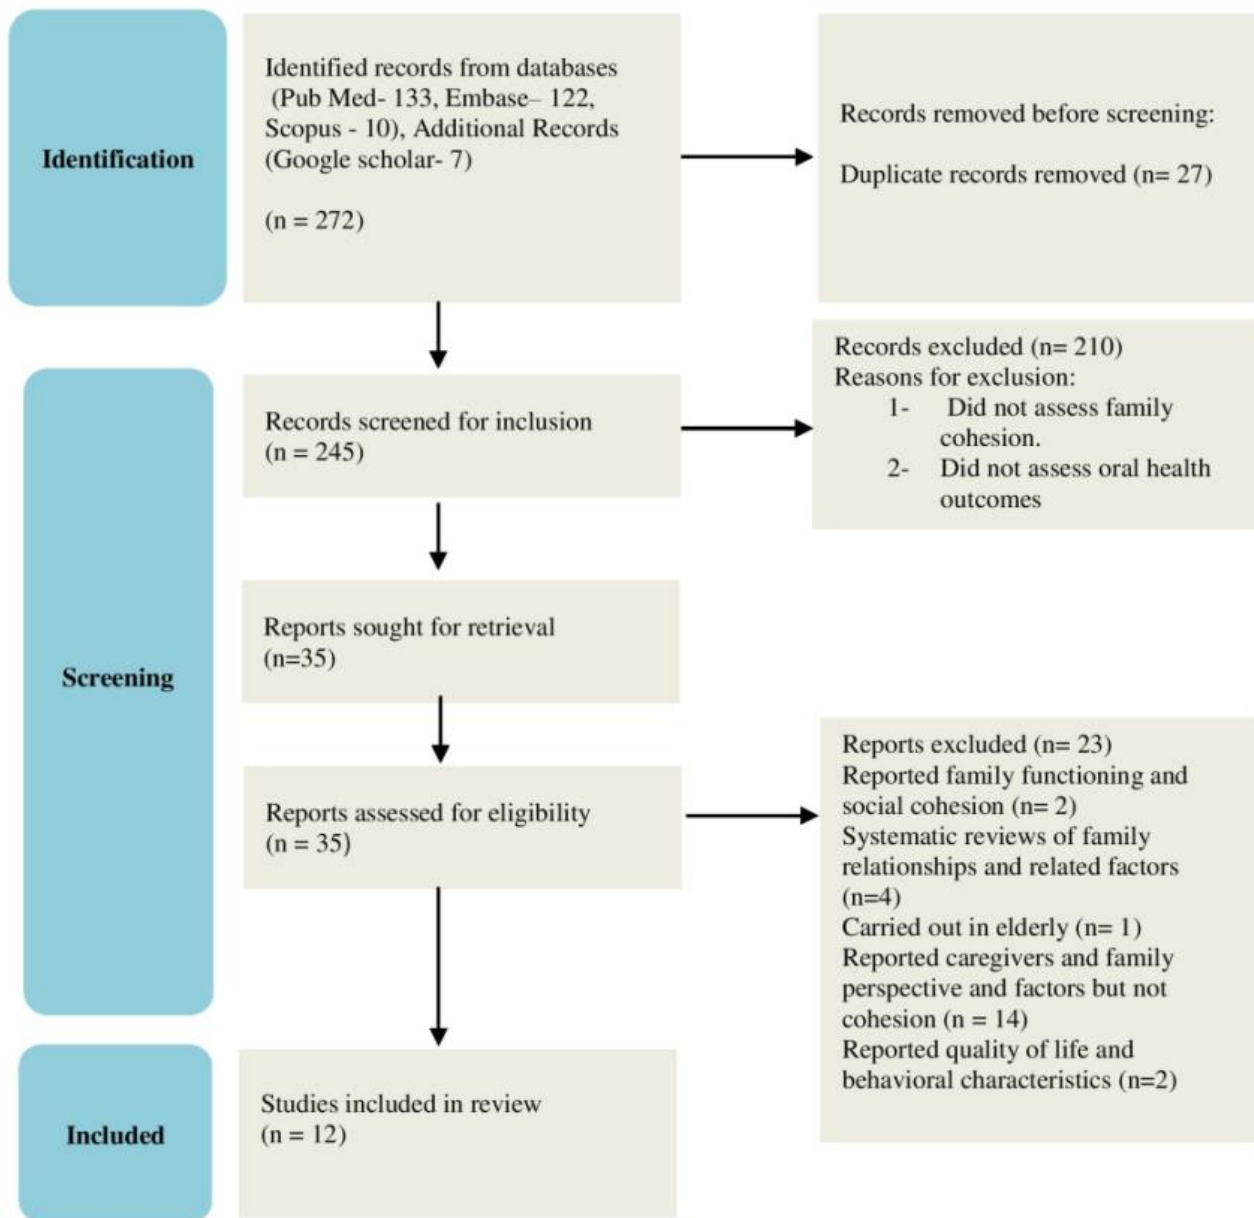 Identification
Identified records from databases
(Pub Med- 133, Embase– 122,
Scopus - 10), Additional Records
(Google scholar- 7)
(n = 272)
Records removed before screening:
Duplicate records removed (n= 27)
Screening
Records screened for inclusion
(n = 245)
Records excluded (n= 210)
Reasons for exclusion:
1- Did not assess family
cohesion.
2- Did not assess oral health
outcomes
Reports sought for retrieval
(n=35)
Reports assessed for eligibility
(n = 35)
Reports excluded (n= 23)
Reported family functioning and
social cohesion (n= 2)
Systematic reviews of family
relationships and related factors
(n=4)
Carried out in elderly (n= 1)
Reported caregivers and family
perspective and factors but not
cohesion (n = 14)
Reported quality of life and
behavioral characteristics (n=2)
Included
Studies included in review
(n = 12)